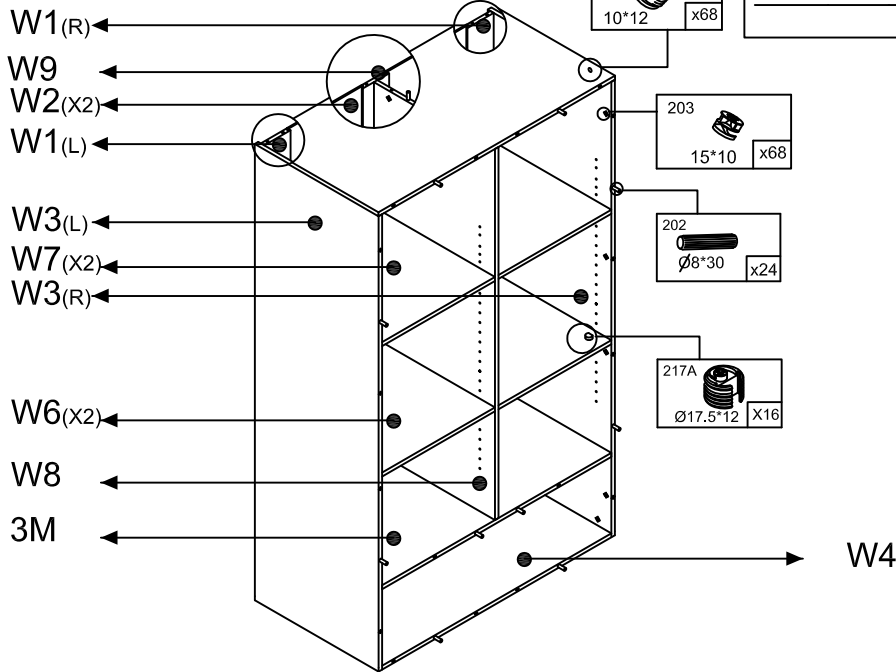 W1(R)
W9
W2(X2)
W1(L)
W3(L)
W7(X2)
W3(R)
W6(X2)
W8
3M
W4
10*12
x68
203
15*10
x68
202
Ø8*30
x24
217A
Ø17.5*12
X16